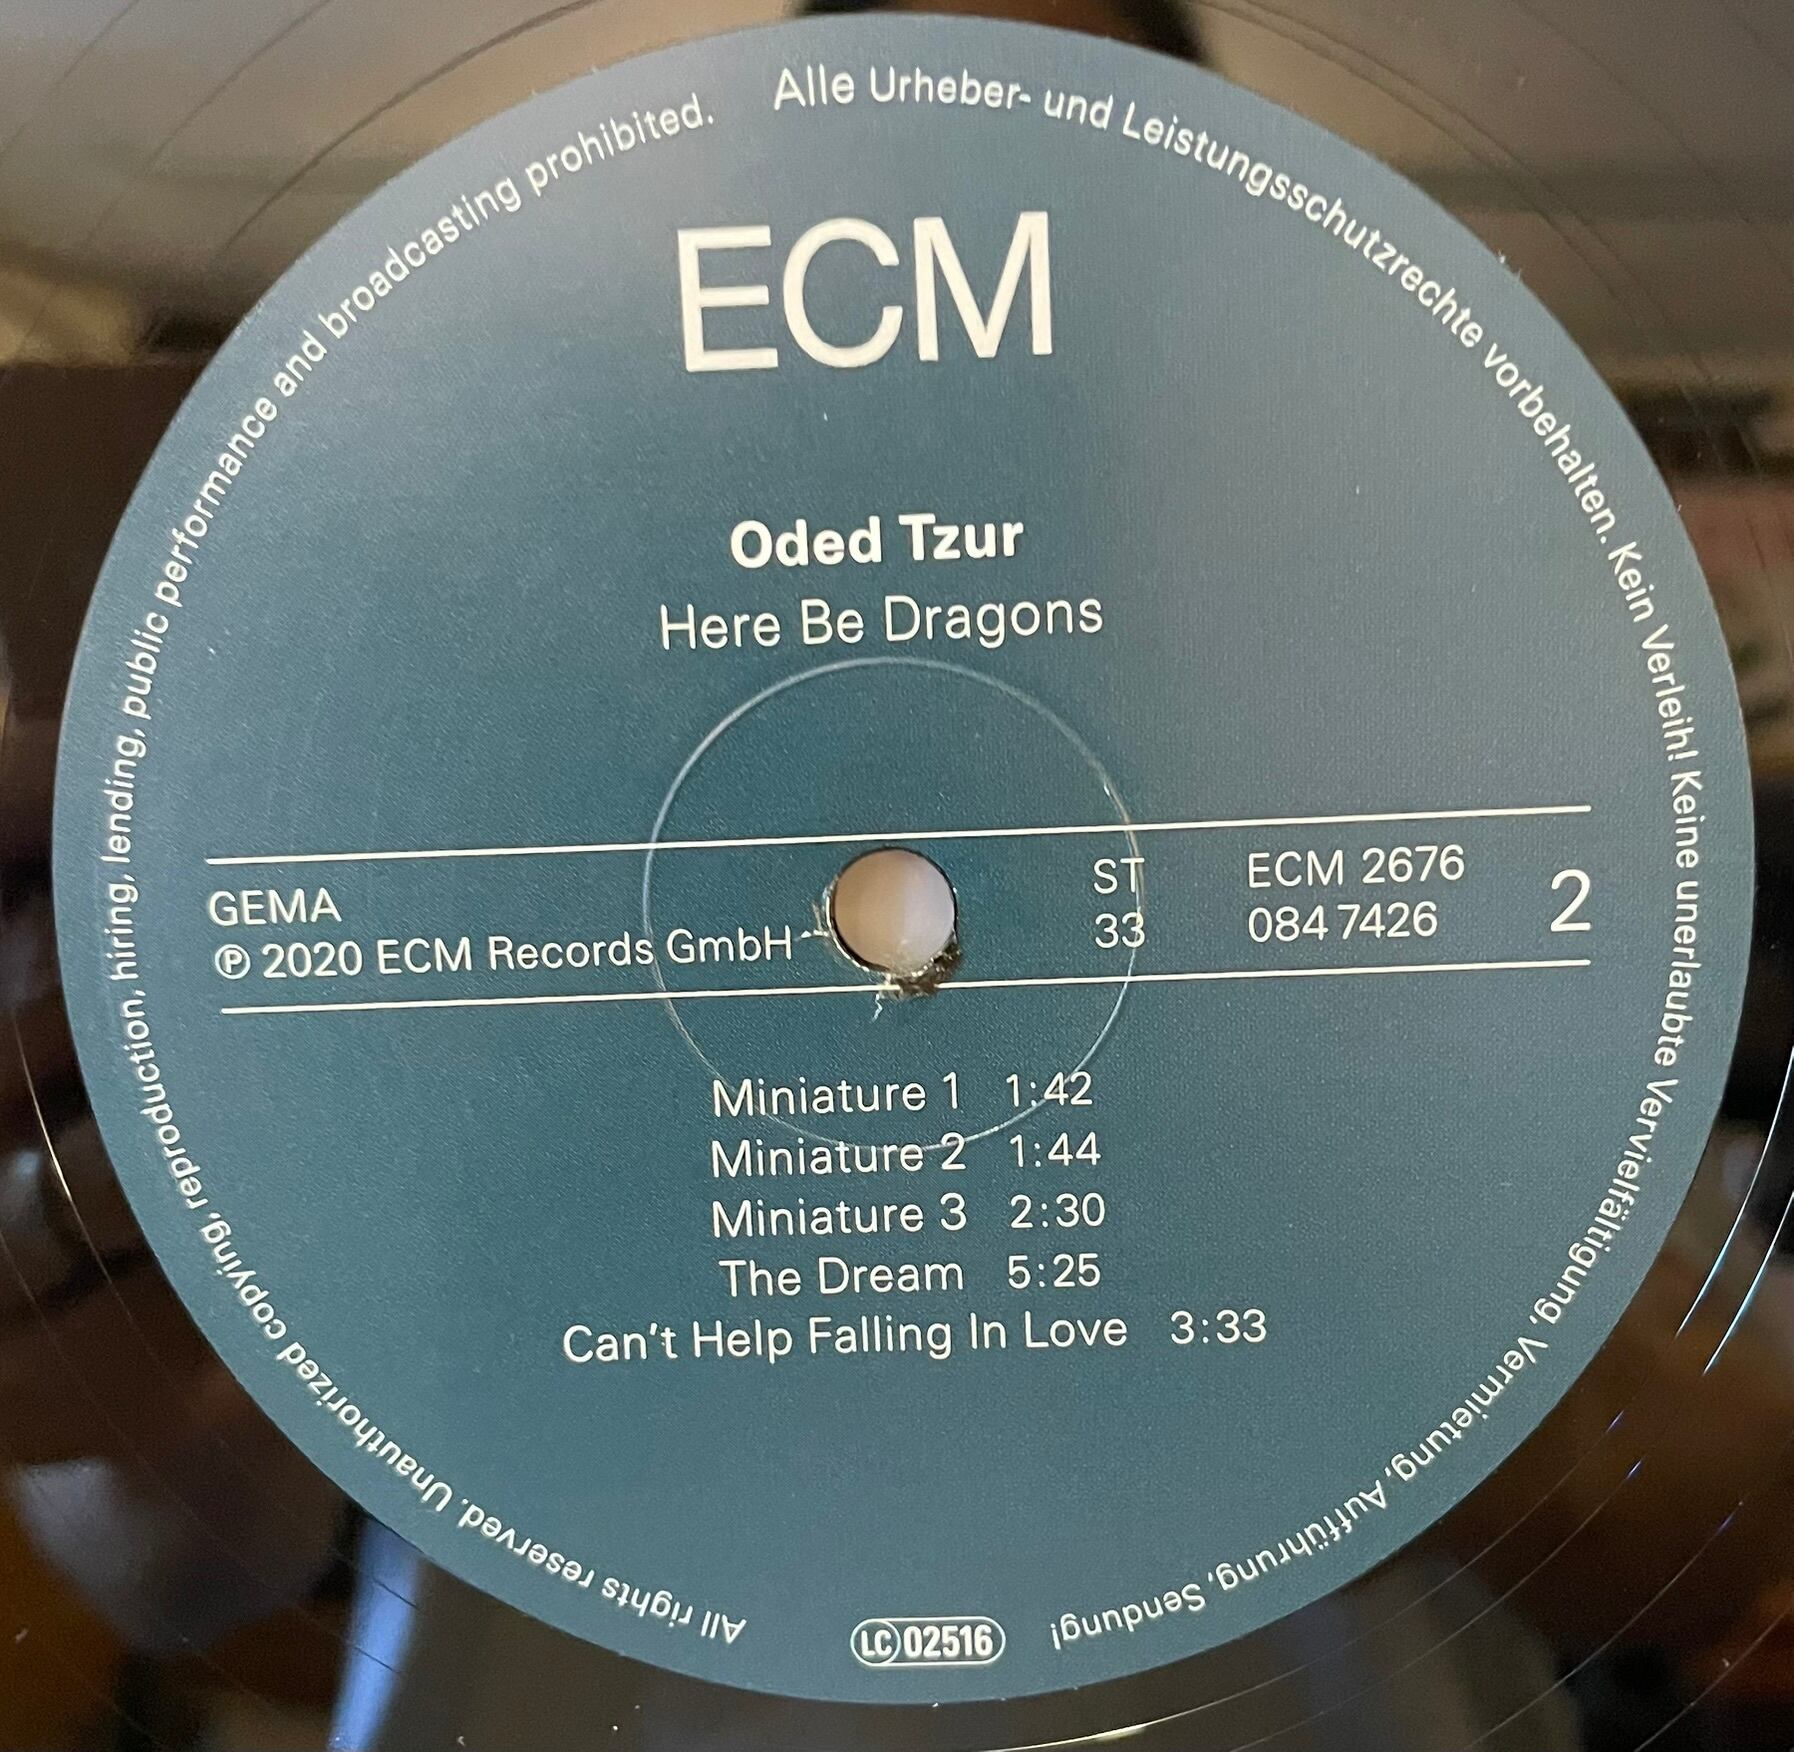 Alle Urheber- und Leistungsschutzrechte vorbehalten. Kein Verleih! Keine unerlaubte Vervielfältigung, Vermietung, Aufführung, Sendung!
ECM
Oded Tzur
Here Be Dragons
GEMA
℗ 2020 ECM Records GmbH
ST
33
ECM 2676
084 7426
2
Miniature 1 1:42
Miniature 2 1:44
Miniature 3 2:30
The Dream 5:25
Can't Help Falling In Love 3:33
LC 02516
All rights reserved. Unauthorized copying, reproduction, hiring, lending, public performance and broadcasting prohibited.